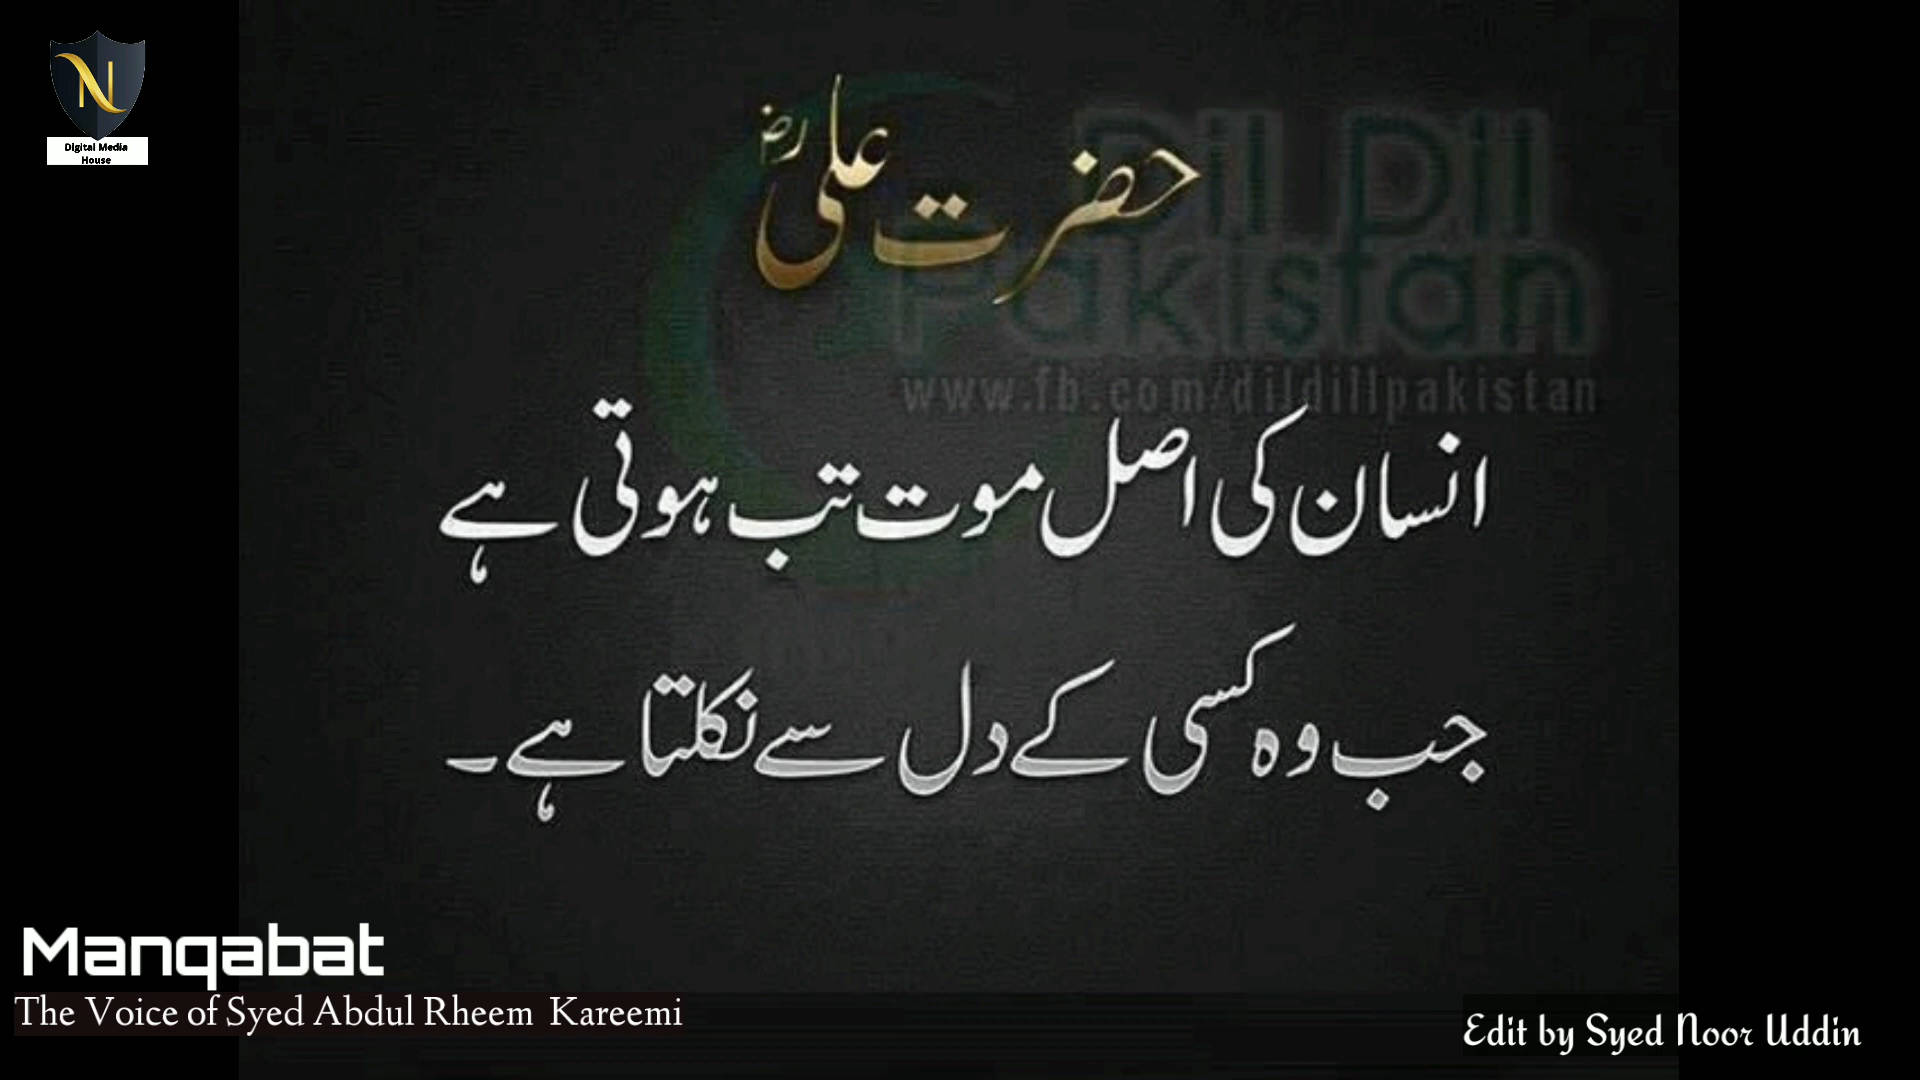 Digital Media
House
حضرت علی رض
Dil Dil
Pakistan
www.fb.com/dildillpakistan
انسان کی اصل موت تب ہوتی ہے
جب وہ کسی کے دل سے نکلتا ہے۔
Manqabat
The Voice of Syed Abdul Rheem Kareemi
Edit by Syed Noor Uddin